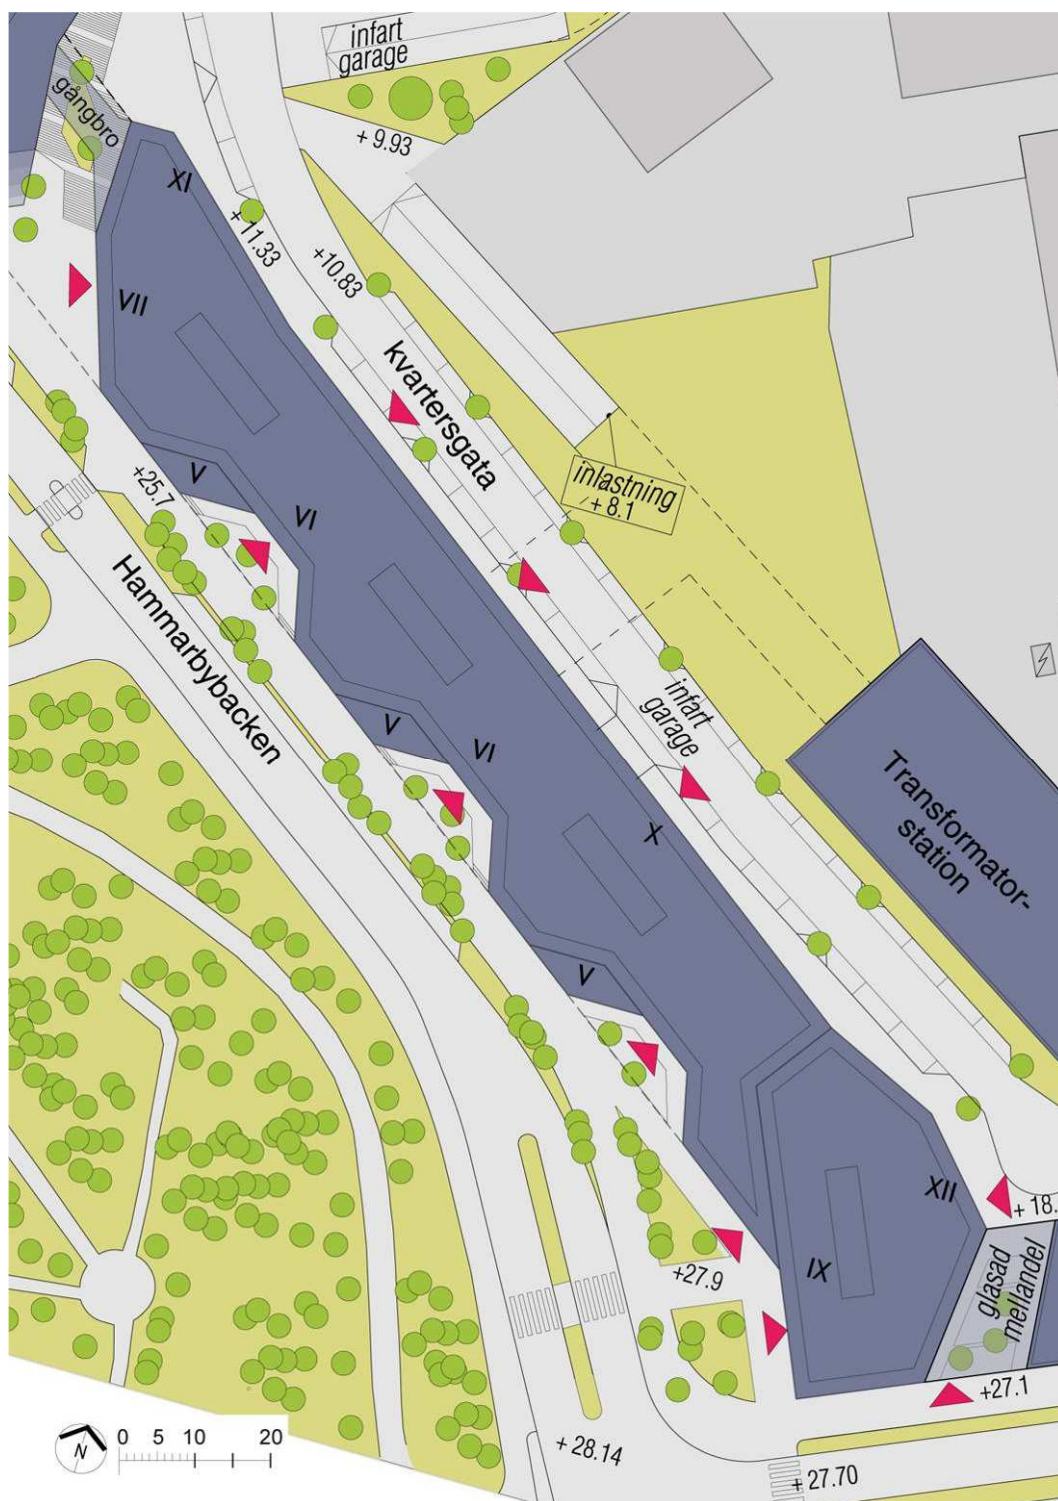 infart
garage
gångbro
+ 9.93
XI
+11.33
+10.83
VII
kvartersgata
V
+25.7
VI
inlastning
+ 8.1
Hammarbybacken
infart
garage
V
VI
Transformator-
station
X
V
XII
+ 18.
IX
+27.9
glasad
mellandel
+27.1
N
0 5 10 20
+ 28.14
+ 27.70